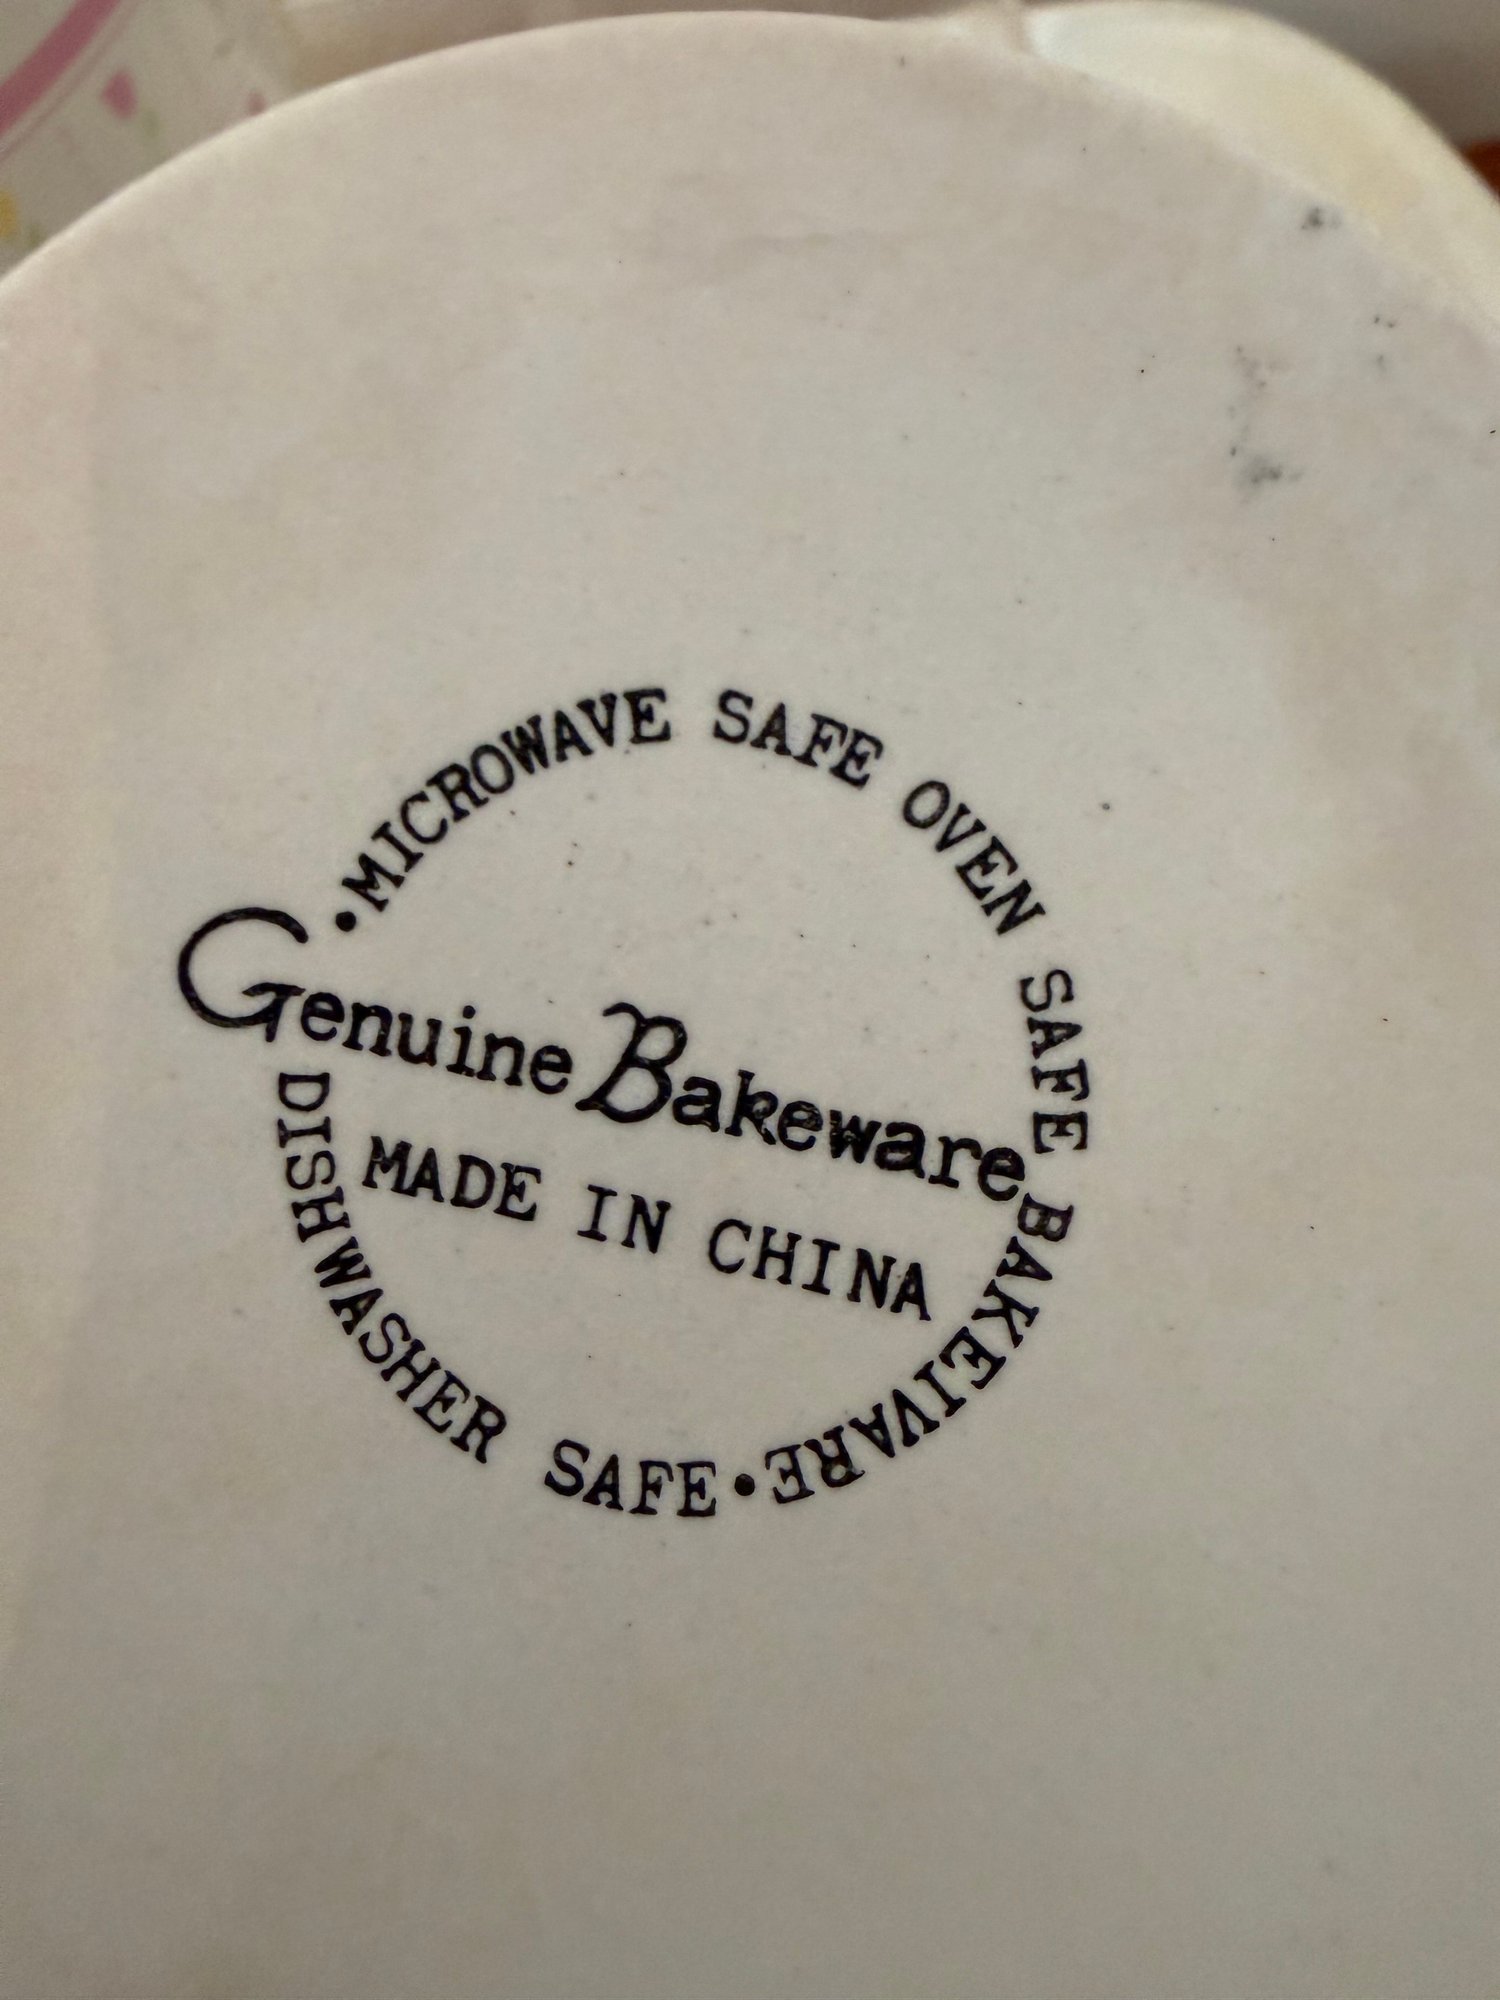 •MICROWAVE SAFE OVEN SAFE BAKEIVARE•
Genuine Bakeware
MADE IN CHINA
DISHWASHER SAFE